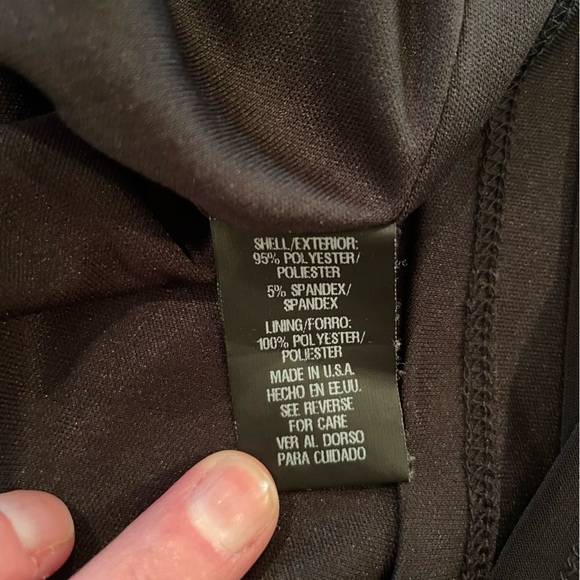 SHELL/EXTERIOR:
95% POLYESTER/
POLIESTER
5% SPANDEX/
SPANDEX
LINING/FORRO:
100% POLYESTER/
POLIESTER
MADE IN U.S.A.
HECHO EN EE.UU.
SEE REVERSE
FOR CARE
VER AL DORSO
PARA CUIDADO